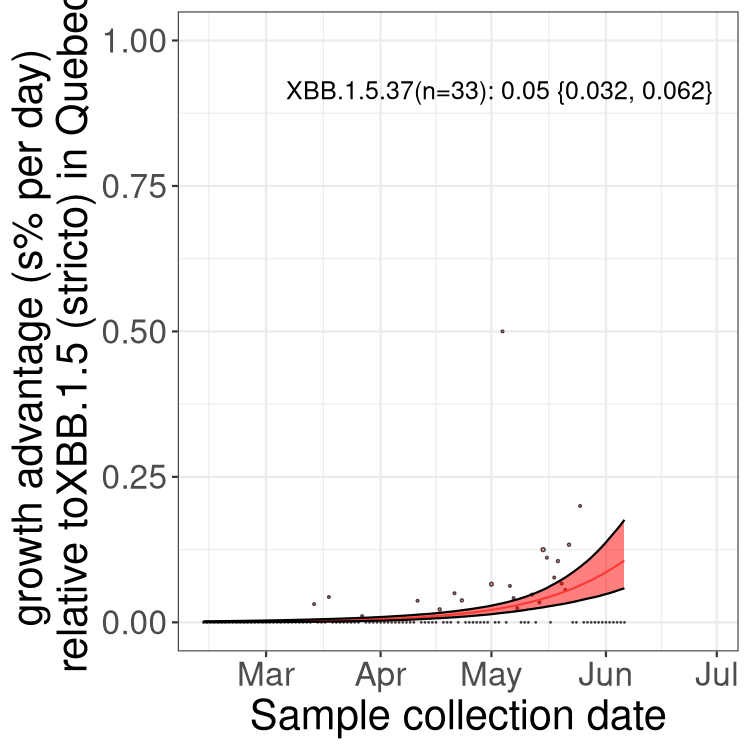 growth advantage (s% per day)
relative toXBB.1.5 (stricto) in Quebec
1.00
XBB.1.5.37(n=33): 0.05 {0.032, 0.062}
0.75
0.50
0.25
0.00
Mar Apr May Jun Jul
Sample collection date